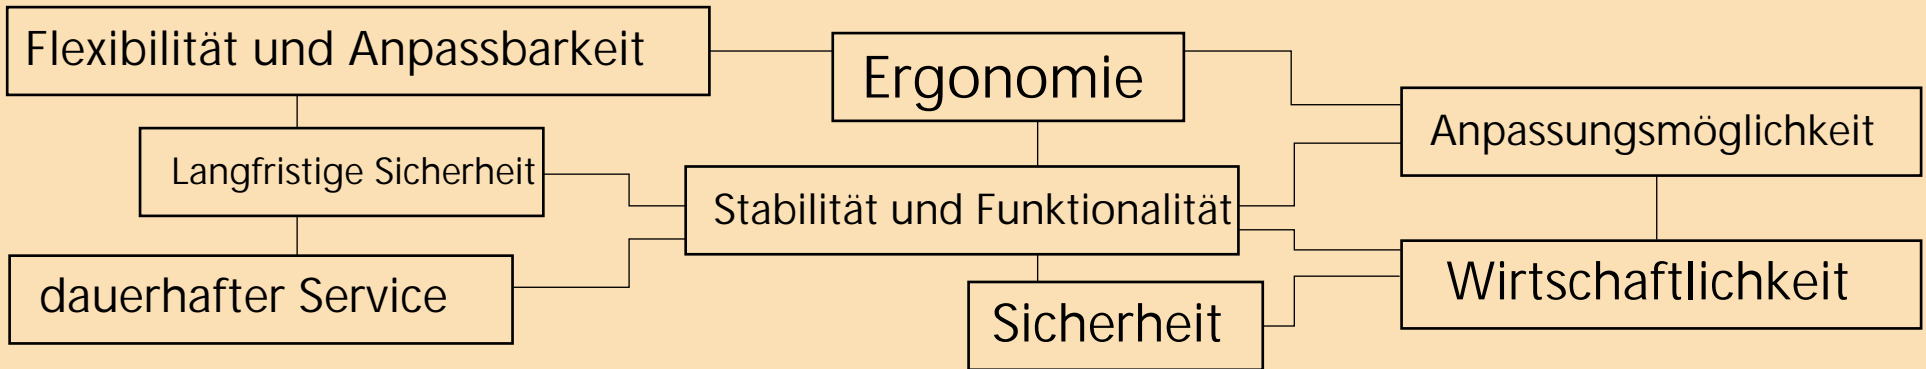 Flexibilität und Anpassbarkeit
Ergonomie
Anpassungsmöglichkeit
Langfristige Sicherheit
Stabilität und Funktionalität
dauerhafter Service
Wirtschaftlichkeit
Sicherheit